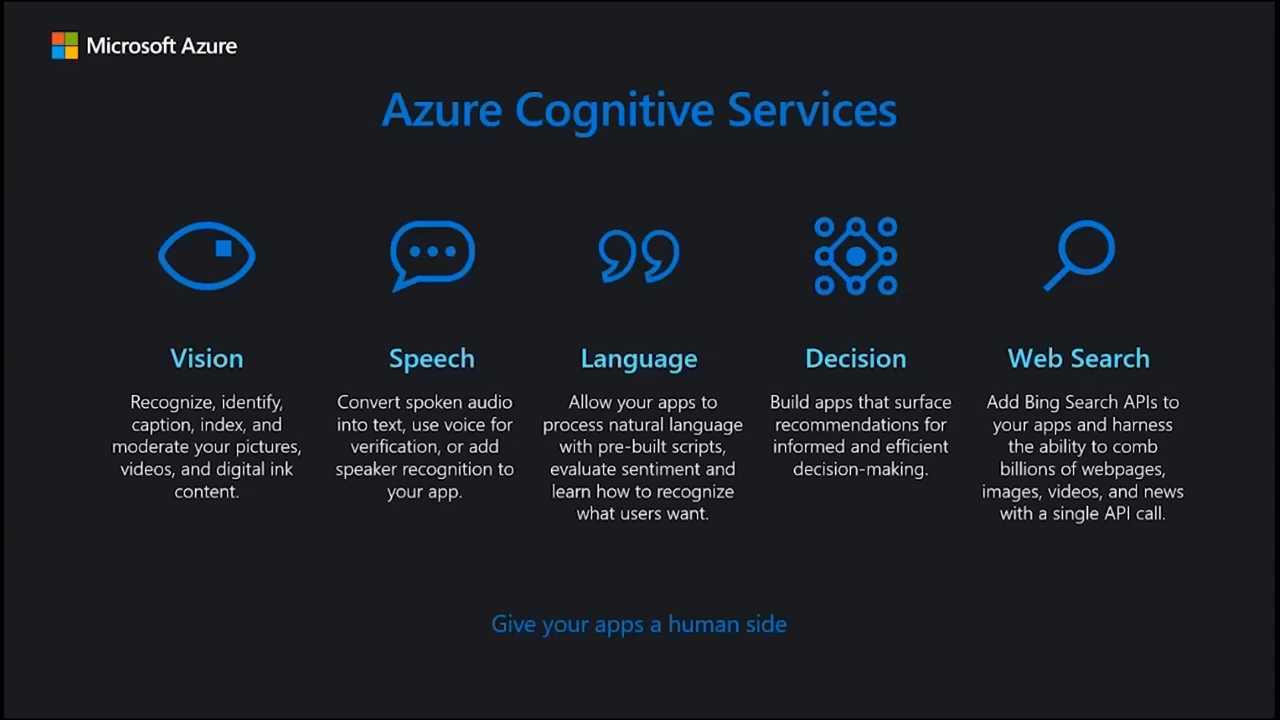 Microsoft Azure
Azure Cognitive Services
Vision
Recognize, identify,
caption, index, and
moderate your pictures,
videos, and digital ink
content.
Speech
Convert spoken audio
into text, use voice for
verification, or add
speaker recognition to
your app.
Language
Allow your apps to
process natural language
with pre-built scripts,
evaluate sentiment and
learn how to recognize
what users want.
Decision
Build apps that surface
recommendations for
informed and efficient
decision-making.
Web Search
Add Bing Search APIs to
your apps and harness
the ability to comb
billions of webpages,
images, videos, and news
with a single API call.
Give your apps a human side